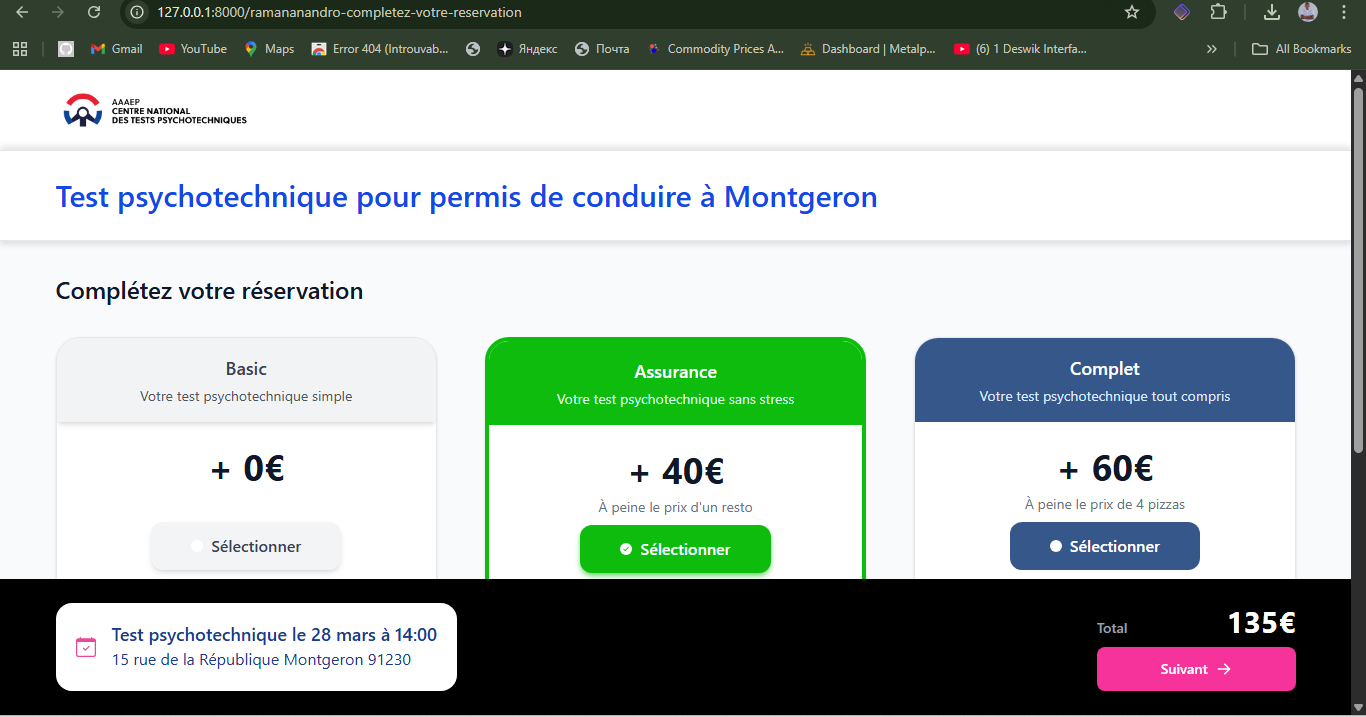 127.0.0.1:8000/ramananandro-completez-votre-reservation
Gmail
YouTube
Maps
Error 404 (Introuvab...
Яндекс
Почта
Commodity Prices A...
Dashboard | Metalp...
(6) 1 Deswik Interfa...
»
All Bookmarks
AAAEP
CENTRE NATIONAL
DES TESTS PSYCHOTECHNIQUES
Test psychotechnique pour permis de conduire à Montgeron
Complétez votre réservation
Basic
Votre test psychotechnique simple
+ 0€
Sélectionner
Assurance
Votre test psychotechnique sans stress
+ 40€
À peine le prix d'un resto
Sélectionner
Complet
Votre test psychotechnique tout compris
+ 60€
À peine le prix de 4 pizzas
Sélectionner
Test psychotechnique le 28 mars à 14:00
15 rue de la République Montgeron 91230
Total
135€
Suivant →